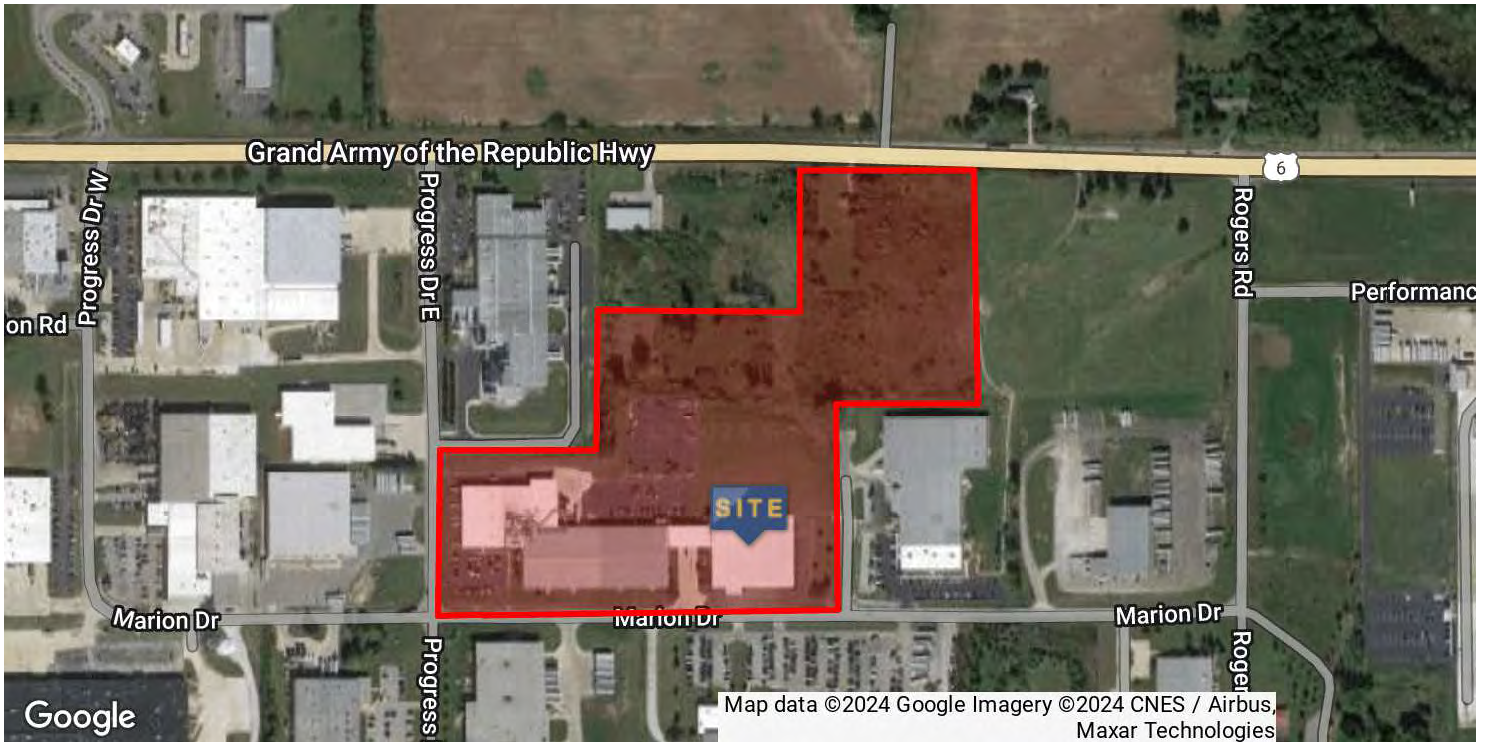 Grand Army of the Republic Hwy
6
Progress Dr W
Progress Dr E
Rogers Rd
Performanc
on Rd
SITE
Marion Dr
Marion Dr
Marion Dr
Progress
Roger
Google
Map data ©2024 Google Imagery ©2024 CNES / Airbus,
Maxar Technologies